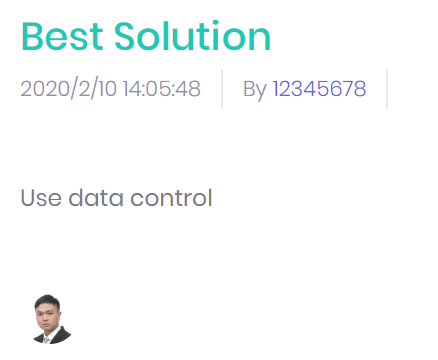 Best Solution
2020/2/10 14:05:48 By 12345678
Use data control